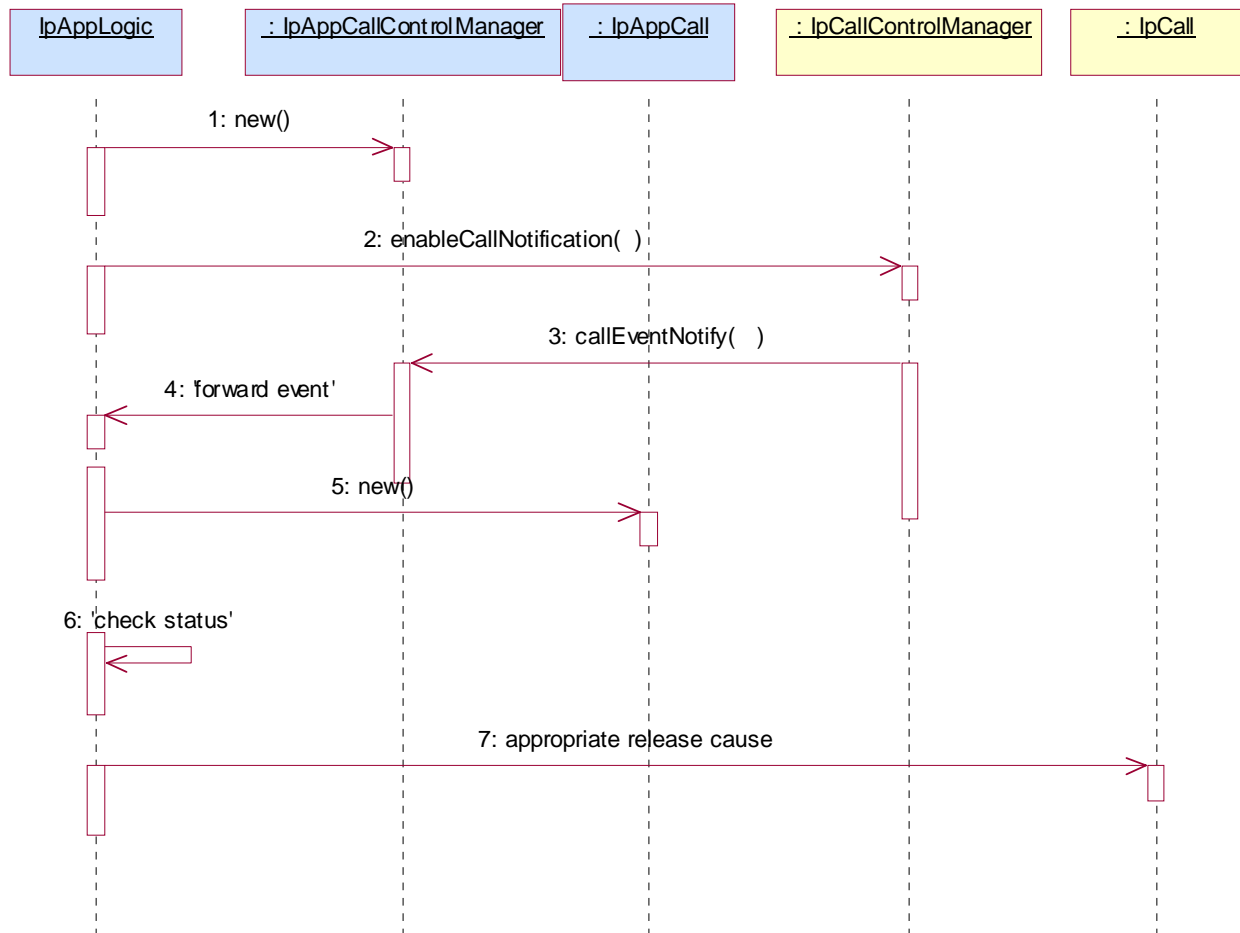 IpAppLogic
: IpAppCallControlManager
: IpAppCall
: IpCallControlManager
: IpCall
1: new()
2: enableCallNotification( )
3: callEventNotify( )
4: 'forward event'
5: new()
6: 'check status'
7: appropriate release cause